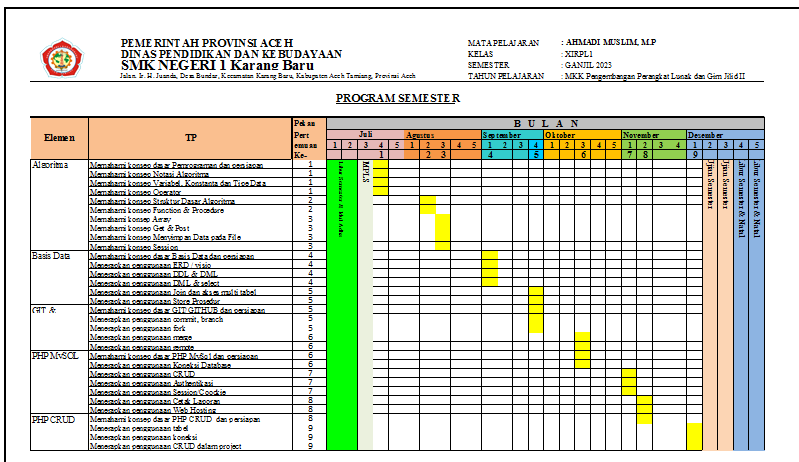 PEMERINTAH PROVINSI ACEH
DINAS PENDIDIKAN DAN KEBUDAYAAN
SMK NEGERI 1 Karang Baru
Jalan. Ir. H. Juanda, Desa Bundar, Kecamatan Karang Baru, Kabupaten Aceh Tamiang, Provinsi Aceh
MATA PELAJARAN : AHMADI MUSLIM, M.P
KELAS : XIRPL1
SEMESTER : GANJIL 2023
TAHUN PELAJARAN : MKK Pengembangan Perangkat Lunak dan Gim Jilid II
PROGRAM SEMESTER
Elemen TP Pekan Pert emuan Ke- B U L A N
Juli Agustus September Oktober November Desember
1 2 3 4 5 1 2 3 4 5 1 2 3 4 1 2 3 4 5 1 2 3 4 1 2 3 4 5
1 2 3 4 5 6 7 8 9
Algoritma Memahami konsep dasar Pemrograman dan persiapan 1
Memahami konsep Notasi Algoritma 1
Memahami konsep Variabel, Konstanta dan Tipe Data 1
Memahami konsep Operator 1
Memahami konsep Struktur Dasar Algoritma 2
Memahami konsep Function & Procedure 2
Memahami konsep Array 3
Memahami konsep Get & Post 3
Memahami konsep Menyimpan Data pada File 3
Memahami konsep Session 3
Basis Data Memahami konsep dasar Basis Data dan persiapan 4
Menerapkan penggunaan ERD / visio 4
Menerapkan penggunaan DDL & DML 4
Menerapkan penggunaan DML & select 4
Menerapkan penggunaan Join dan akses multi tabel 5
Menerapkan penggunaan Store Prosedur 5
GIT & Memahami konsep dasar GIT GITHUB dan persiapan 5
Menerapkan penggunaan commit, branch 5
Menerapkan penggunaan fork 5
Menerapkan penggunaan merge 6
Menerapkan penggunaan remote 6
PHP MySQL Memahami konsep dasar PHP MySql dan persiapan 6
Menerapkan penggunaan Koneksi Database 6
Menerapkan penggunaan CRUD 7
Menerapkan penggunaan Authentikasi 7
Menerapkan penggunaan Session/Coockie 7
Menerapkan penggunaan Cetak Laporan 8
Menerapkan penggunaan Web Hosting 8
PHP CRUD Memahami konsep dasar PHP CRUD dan persiapan 8
Menerapkan penggunaan tabel 9
Menerapkan penggunaan koneksi 9
Menerapkan penggunaan CRUD dalam project 9
Libur Semester & Idul Adha
MPLS
Ujian Semester
Ujian Semester
Libur Semester & Natal
Libur Semester & Natal